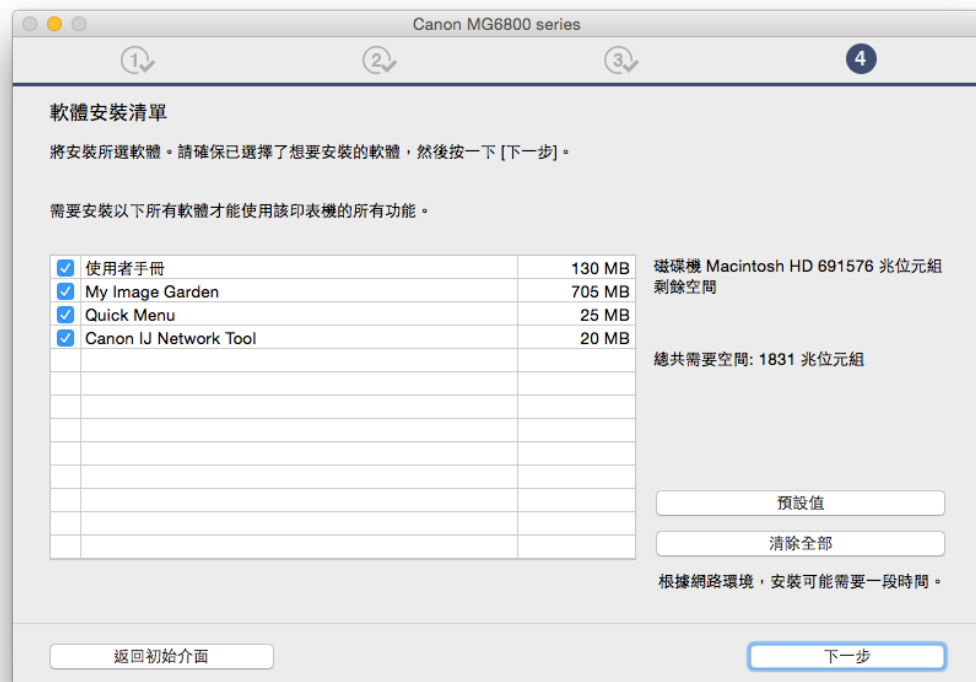 Canon MG6800 series
1
2
3
4
軟體安裝清單
將安裝所選軟體。請確保已選擇了想要安裝的軟體，然後按一下 [下一步]。
需要安裝以下所有軟體才能使用該印表機的所有功能。
使用者手冊 130 MB
My Image Garden 705 MB
Quick Menu 25 MB
Canon IJ Network Tool 20 MB
磁碟機 Macintosh HD 691576 兆位元組
剩餘空間
總共需要空間: 1831 兆位元組
預設值
清除全部
根據網路環境，安裝可能需要一段時間。
返回初始介面
下一步